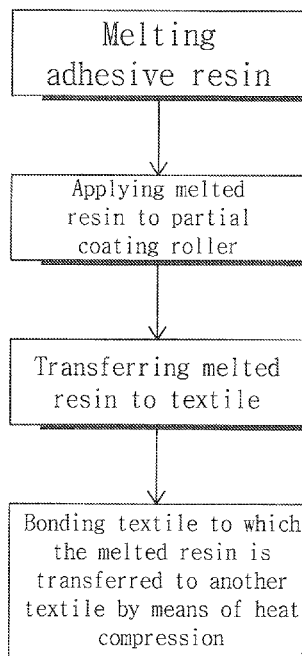 Melting
adhesive resin
Applying melted
resin to partial
coating roller
Transferring melted
resin to textile
Bonding textile to which
the melted resin is
transferred to another
textile by means of heat
compression